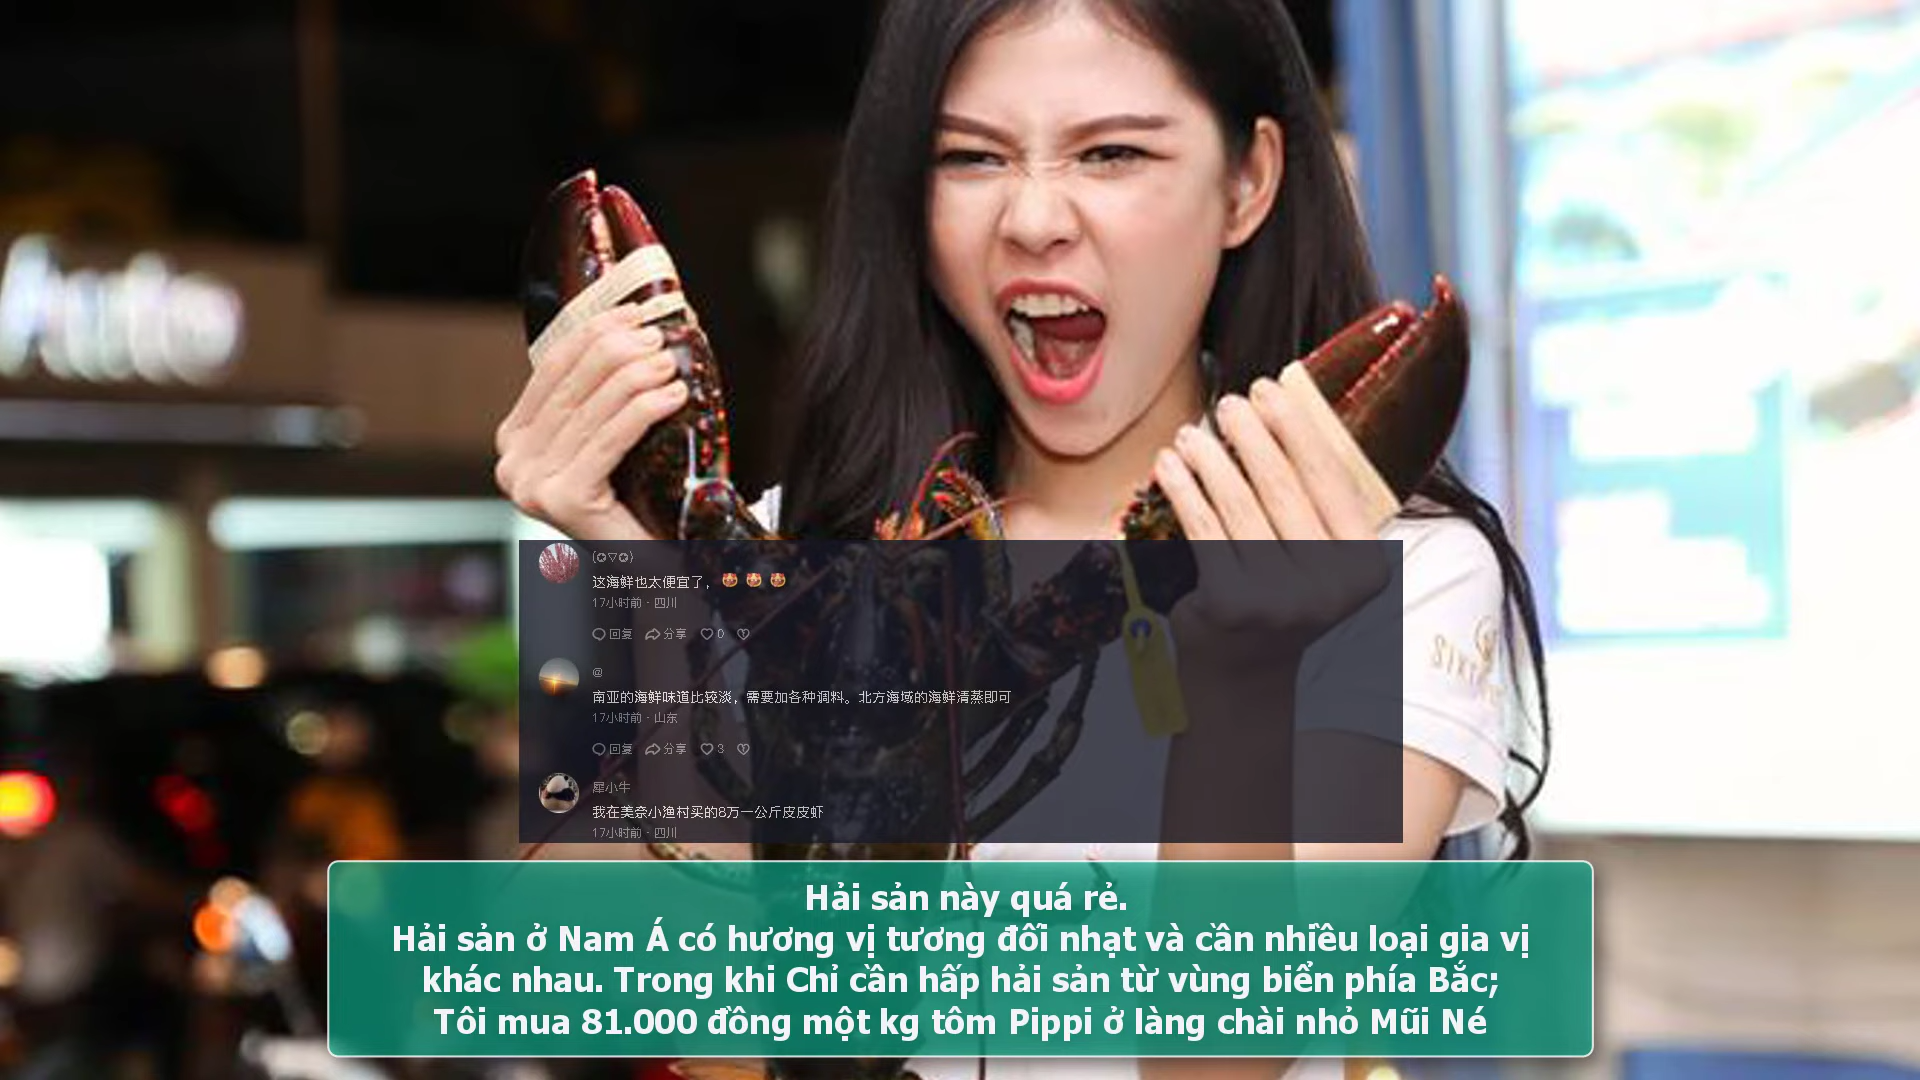 (✪▽✪)
这海鲜也太便宜了，😻😻😻
17小时前 · 四川
回复 分享 0
@
南亚的海鲜味道比较淡，需要加各种调料。北方海域的海鲜清蒸即可
17小时前 · 山东
回复 分享 3
犀小牛
我在美奈小渔村买的8万一公斤皮皮虾
17小时前 · 四川
Hải sản này quá rẻ.
Hải sản ở Nam Á có hương vị tương đối nhạt và cần nhiều loại gia vị
khác nhau. Trong khi Chỉ cần hấp hải sản từ vùng biển phía Bắc;
Tôi mua 81.000 đồng một kg tôm Pippi ở làng chài nhỏ Mũi Né